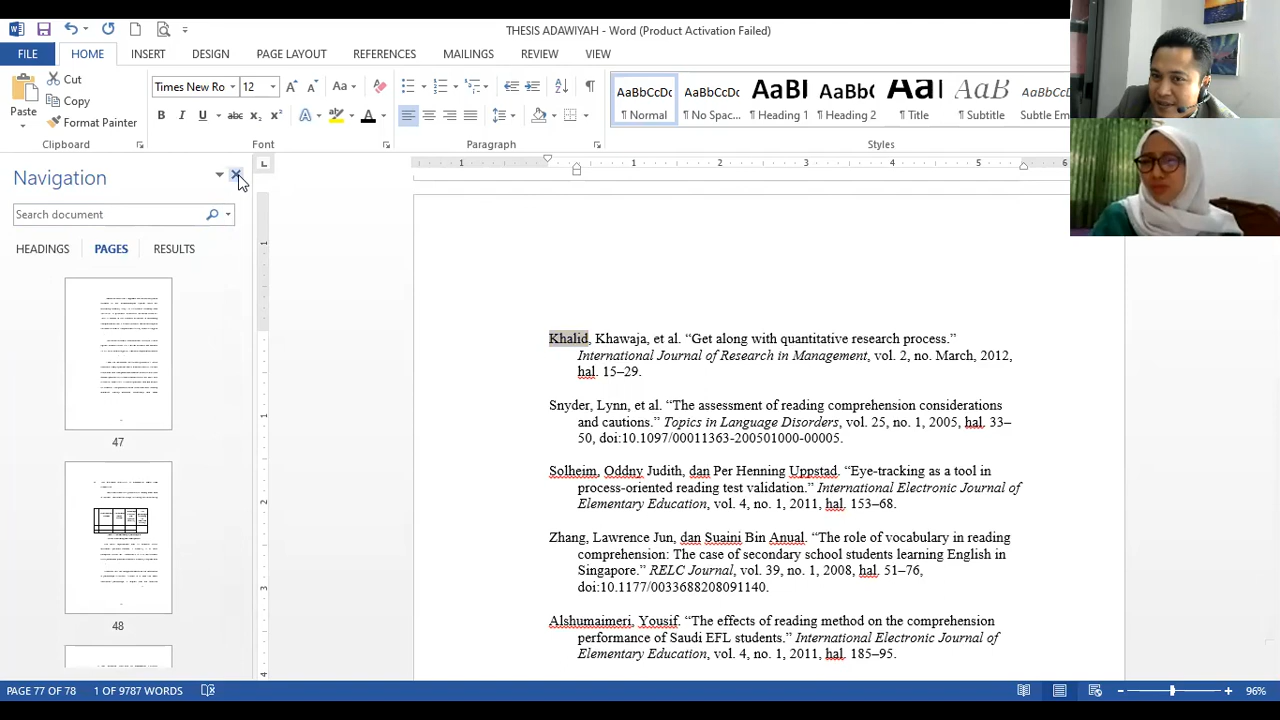 THESIS ADAWIYAH - Word (Product Activation Failed)
FILE HOME INSERT DESIGN PAGE LAYOUT REFERENCES MAILINGS REVIEW VIEW
Paste
Cut
Copy
Format Painter
Times New Ro 12
AaBbCcDc AaBbCcDc AaBI AaBb( AaBbCcD AaBbCcDc
¶ Normal ¶ No Spac... ¶ Heading 1 ¶ Heading 2 ¶ Title ¶ Subtitle Subtle Em
Clipboard Font Paragraph Styles
Navigation
Search document
HEADINGS PAGES RESULTS
47
48
Khalid, Khawaja, et al. “Get along with quantitative research process.”
International Journal of Research in Management, vol. 2, no. March, 2012,
hal. 15–29.
Snyder, Lynn, et al. “The assessment of reading comprehension considerations
and cautions.” Topics in Language Disorders, vol. 25, no. 1, 2005, hal. 33–
50, doi:10.1097/00011363-200501000-00005.
Solheim, Oddny Judith, dan Per Henning Uppstad. “Eye-tracking as a tool in
process-oriented reading test validation.” International Electronic Journal of
Elementary Education, vol. 4, no. 1, 2011, hal. 153–68.
Zhang, Lawrence Jun, dan Suaini Bin Anual. “The role of vocabulary in reading
comprehension: The case of secondary school students learning English in
Singapore.” RELC Journal, vol. 39, no. 1, 2008, hal. 51–76,
doi:10.1177/0033688208091140.
Alshumaimeri, Yousif. “The effects of reading method on the comprehension
performance of Saudi EFL students.” International Electronic Journal of
Elementary Education, vol. 4, no. 1, 2011, hal. 185–95.
PAGE 77 OF 78 1 OF 9787 WORDS 96%